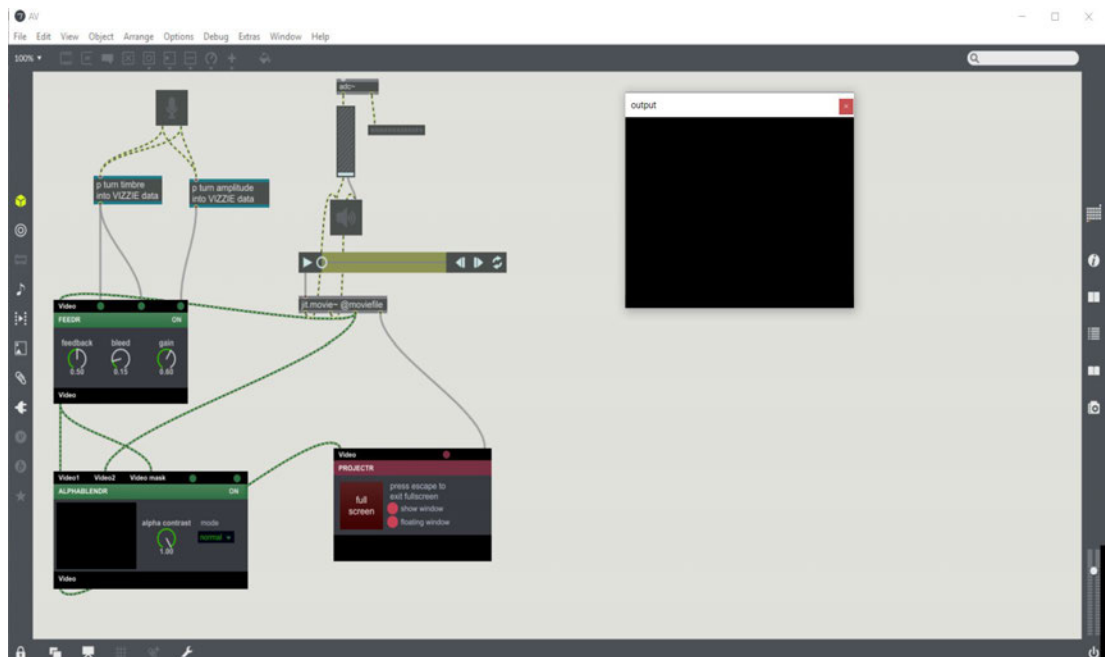 AV
File Edit View Object Arrange Options Debug Extras Window Help
100%
adc~
output
p turn timbre
into VIZZIE data
p turn amplitude
into VIZZIE data
jit.movie~ @moviefile
Video
FEEDR ON
feedback bleed gain
0.50 0.15 0.60
Video
Video1 Video2 Video mask
ALPHABLENDR ON
alpha contrast mode
1.00 normal
Video
Video
PROJECTR
full
screen
press escape to
exit fullscreen
show window
floating window